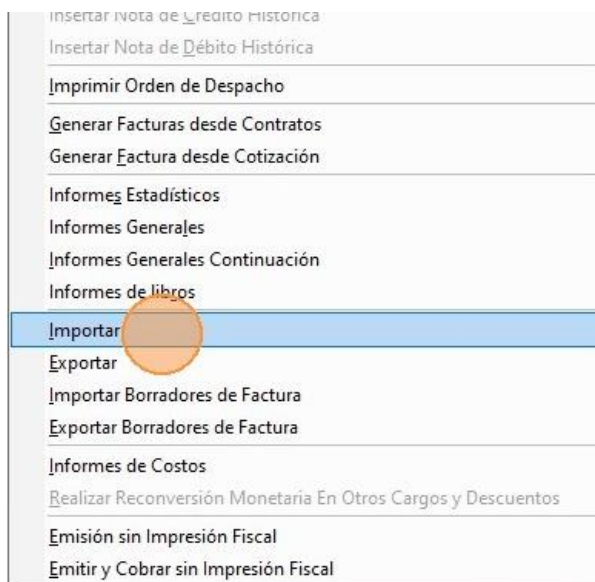 Insertar Nota de Crédito Histórica
Insertar Nota de Débito Histórica
Imprimir Orden de Despacho
Generar Facturas desde Contratos
Generar Factura desde Cotización
Informes Estadísticos
Informes Generales
Informes Generales Continuación
Informes de libros
Importar
Exportar
Importar Borradores de Factura
Exportar Borradores de Factura
Informes de Costos
Realizar Reconversión Monetaria En Otros Cargos y Descuentos
Emisión sin Impresión Fiscal
Emitir y Cobrar sin Impresión Fiscal